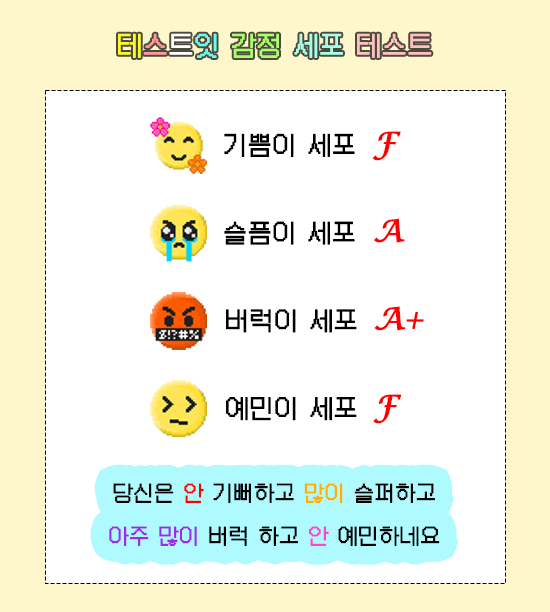 테스트잇 감정 세포 테스트
기쁨이 세포 F
슬픔이 세포 A
버럭이 세포 A+
$!?#%
예민이 세포 F
당신은 안 기뻐하고 많이 슬퍼하고
아주 많이 버럭 하고 안 예민하네요